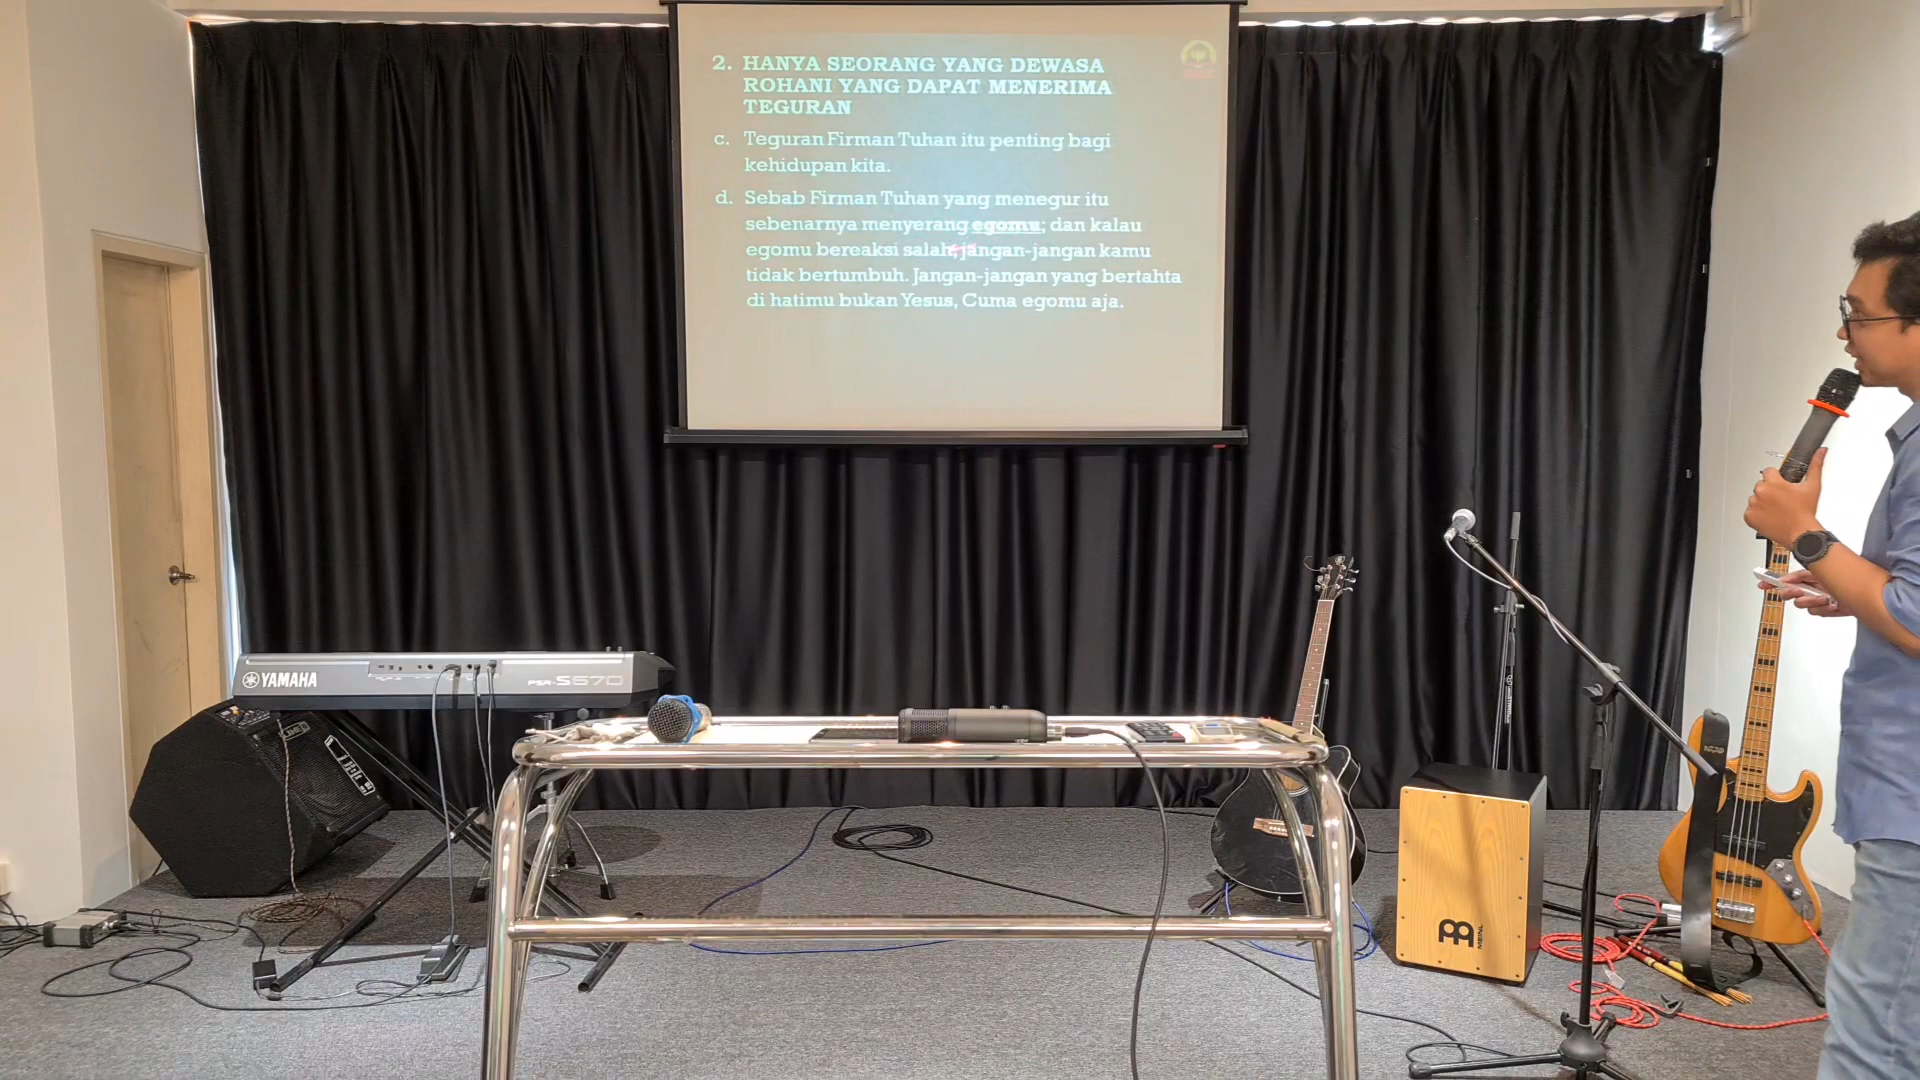 2. HANYA SEORANG YANG DEWASA
ROHANI YANG DAPAT MENERIMA
TEGURAN
c. Teguran Firman Tuhan itu penting bagi
kehidupan kita.
d. Sebab Firman Tuhan yang menegur itu
sebenarnya menyerang egomu; dan kalau
egomu bereaksi salah, jangan-jangan kamu
tidak bertumbuh. Jangan-jangan yang bertahta
di hatimu bukan Yesus, Cuma egomu aja.
YAMAHA
PSR-S670
MEINL